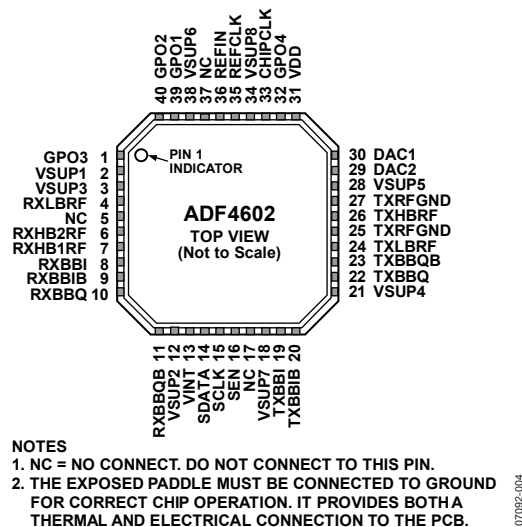 40 GPO2
39 GPO1
38 VSUP6
37 NC
36 REFIN
35 REFCLK
34 VSUP8
33 CHIPCLK
32 GPO4
31 VDD
GPO3 1
VSUP1 2
VSUP3 3
RXLBRF 4
NC 5
RXHB2RF 6
RXHB1RF 7
RXBBI 8
RXBBIB 9
RXBBQ 10
PIN 1
INDICATOR
ADF4602
TOP VIEW
(Not to Scale)
30 DAC1
29 DAC2
28 VSUP5
27 TXRFGND
26 TXHBRF
25 TXRFGND
24 TXLBRF
23 TXBBQB
22 TXBBQ
21 VSUP4
RXBBQB 11
VSUP2 12
VINT 13
SDATA 14
SCLK 15
SEN 16
NC 17
VSUP7 18
TXBBI 19
TXBBIB 20
NOTES
1. NC = NO CONNECT. DO NOT CONNECT TO THIS PIN.
2. THE EXPOSED PADDLE MUST BE CONNECTED TO GROUND
FOR CORRECT CHIP OPERATION. IT PROVIDES BOTH A
THERMAL AND ELECTRICAL CONNECTION TO THE PCB.
07092-004